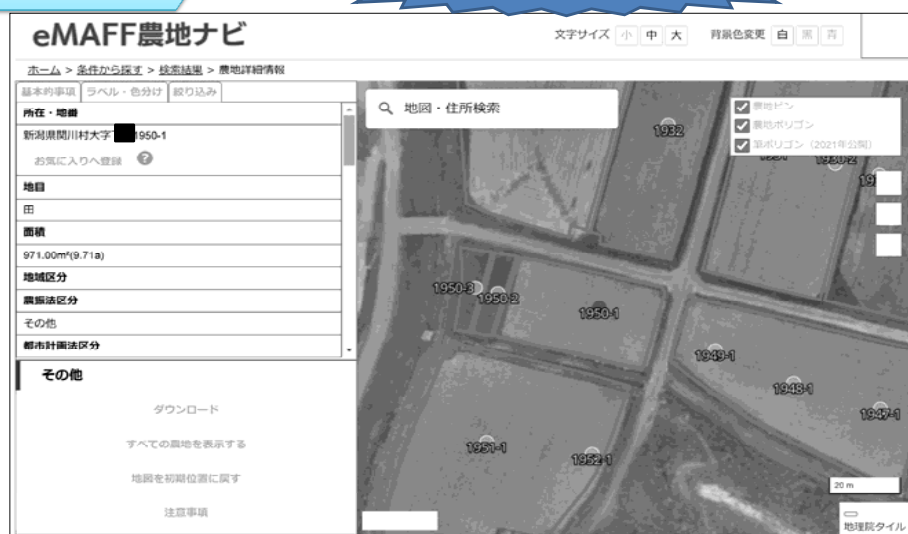 eMAFF農地ナビ
文字サイズ 小 中 大 背景色変更 白 黒 青
ホーム > 条件から探す > 検索結果 > 農地詳細情報
基本的事項 ラベル・色分け 絞り込み
所在・地番
新潟県関川村大字 1950-1
お気に入りへ登録 ?
地目
田
面積
971.00m²(9.71a)
地域区分
農振法区分
その他
都市計画法区分
その他
ダウンロード
すべての農地を表示する
地図を初期位置に戻す
注意事項
地図・住所検索
農地ピン
農地ポリゴン
筆ポリゴン（2021年公開）
1932
1930-2
1950-3
1950-2
1950-1
1949-1
1948-1
1947-1
1951-1
1952-1
20 m
地理院タイル